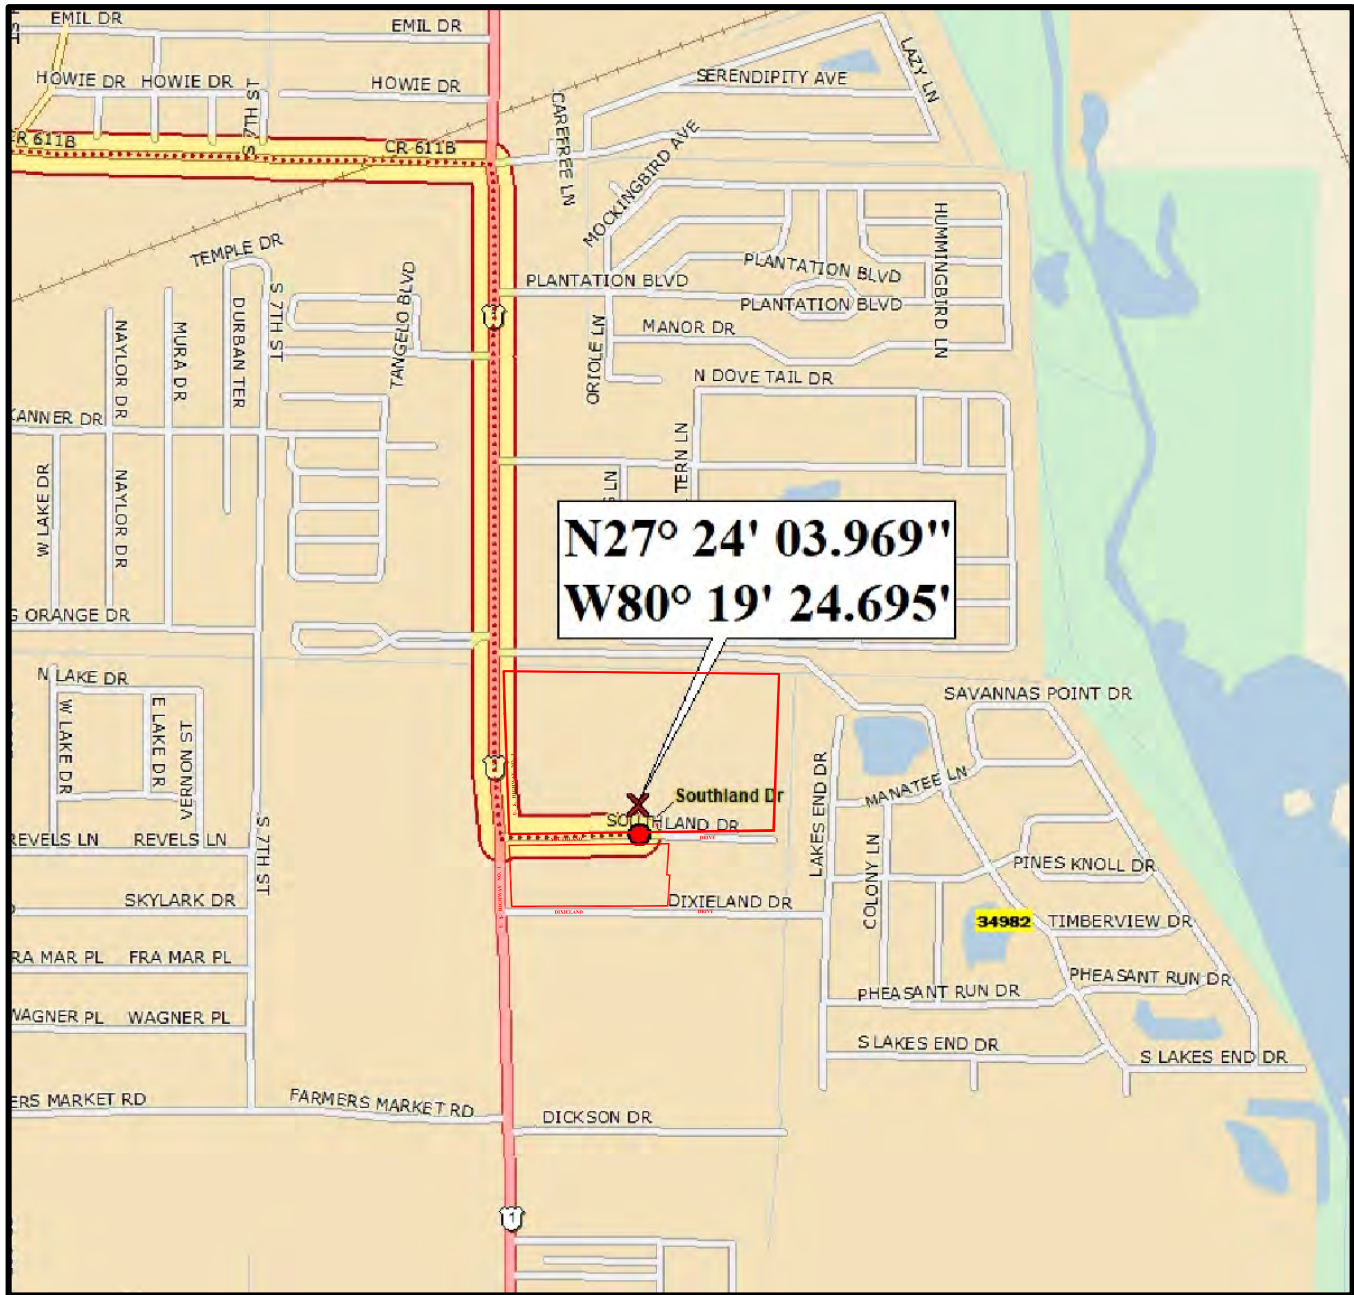 EMIL DR
EMIL DR
HOWIE DR
HOWIE DR
HOWIE DR
S 7TH ST
SERENDIPITY AVE
LAZY LN
CAREFREE LN
MOCKINGBIRD AVE
ER 611B
CR 611B
TEMPLE DR
S 7TH ST
TANGELO BLVD
PLANTATION BLVD
PLANTATION BLVD
PLANTATION BLVD
HUMMINGBIRD LN
NAYLOR DR
MURA DR
DURBAN TER
ORIOLE LN
MANOR DR
N DOVE TAIL DR
KANNER DR
W LAKE DR
NAYLOR DR
S LN
TERN LN
N27° 24' 03.969"
W80° 19' 24.695'
G ORANGE DR
N LAKE DR
W LAKE DR
E LAKE DR
VERNON ST
SAVANNAS POINT DR
LAKES END DR
MANATEE LN
Southland Dr
SOUTHLAND DR
DRIVE
REVELS LN
REVELS LN
S 7TH ST
COLONY LN
PINES KNOLL DR
SKYLARK DR
DIXIELAND DR
DIXIELAND
DRIVE
34982
TIMBERVIEW DR
RA MAR PL
FRA MAR PL
PHEASANT RUN DR
PHEASANT RUN DR
WAGNER PL
WAGNER PL
S LAKES END DR
S LAKES END DR
ERS MARKET RD
FARMERS MARKET RD
DICKSON DR
1